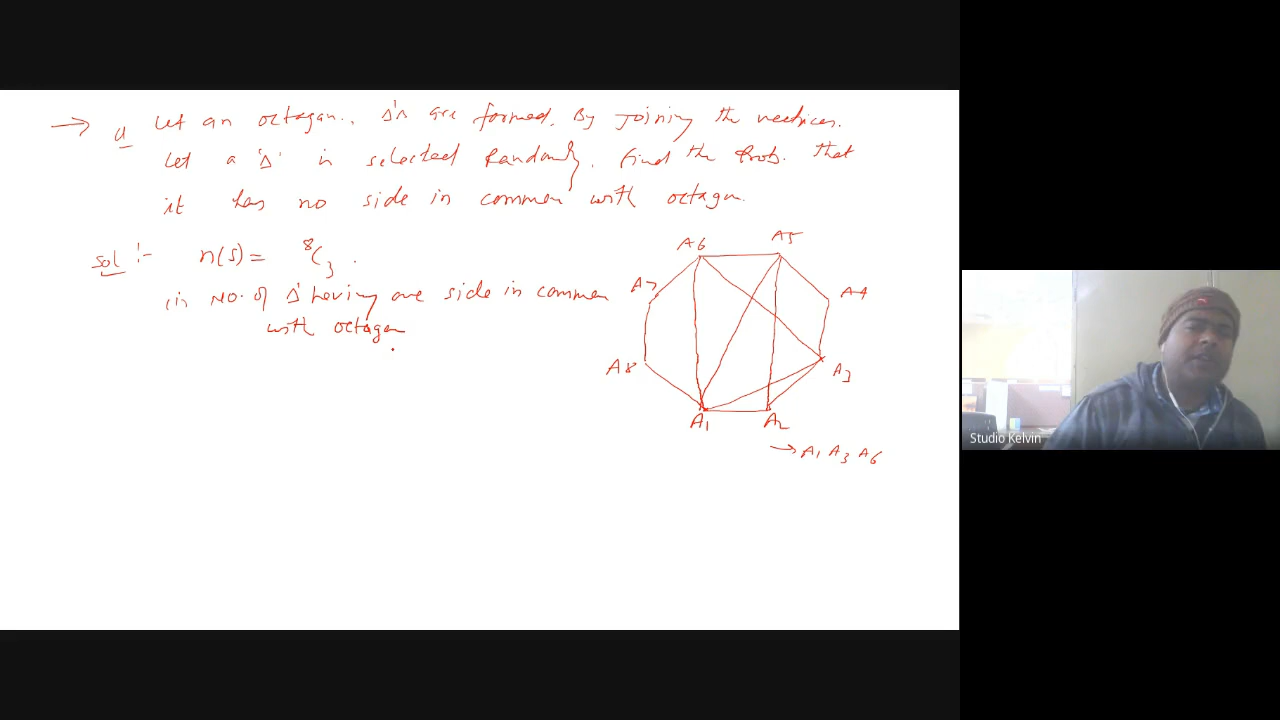 → Q Let an octagon., Δ's are formed. By joining the vertices.
Let a 'Δ' is selected Randomly. Find the Prob. that
it has no side in common with octagon.
Sol :- n(S) = ⁸C₃ .
(i) No. of Δ having one side in common
with octagon
A6 A5
A7 A4
A8 A3
A1 A2
→ A1 A3 A6
Studio Kelvin